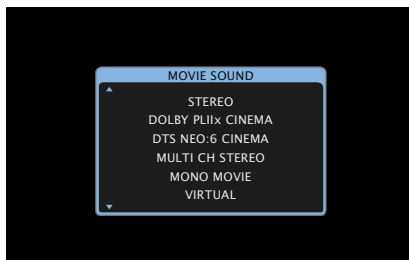 MOVIE SOUND
STEREO
DOLBY PLIIx CINEMA
DTS NEO:6 CINEMA
MULTI CH STEREO
MONO MOVIE
VIRTUAL